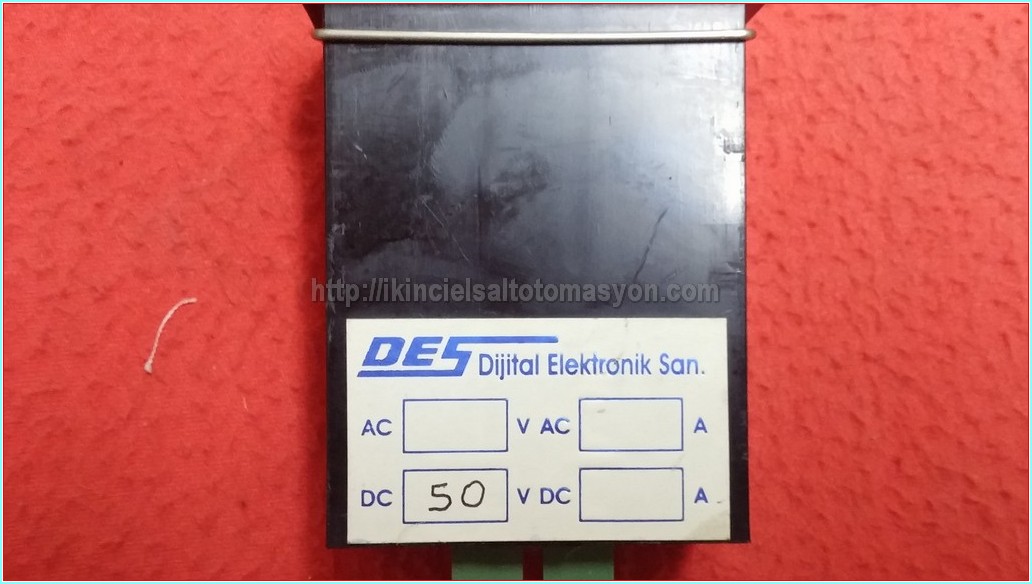 http://ikincielsaltotomasyon.com
DES Dijital Elektronik San.
AC V AC A
DC 50 V DC A